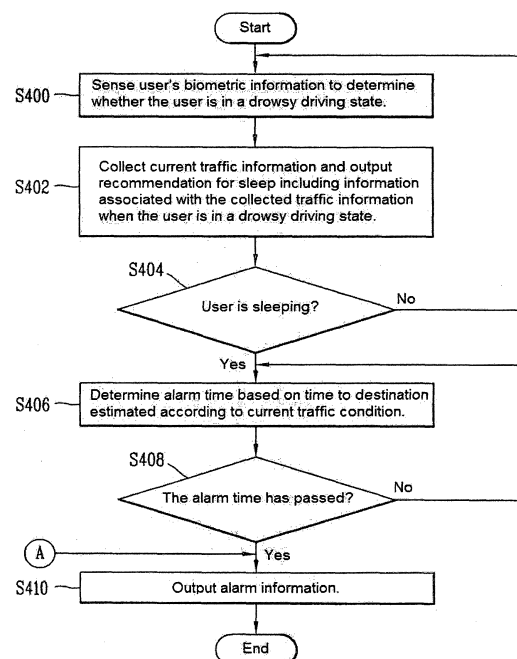 Start
S400
Sense user's biometric information to determine
whether the user is in a drowsy driving state.
S402
Collect current traffic information and output
recommendation for sleep including information
associated with the collected traffic information
when the user is in a drowsy driving state.
S404
User is sleeping?
No
Yes
S406
Determine alarm time based on time to destination
estimated according to current traffic condition.
S408
The alarm time has passed?
No
A
Yes
S410
Output alarm information.
End